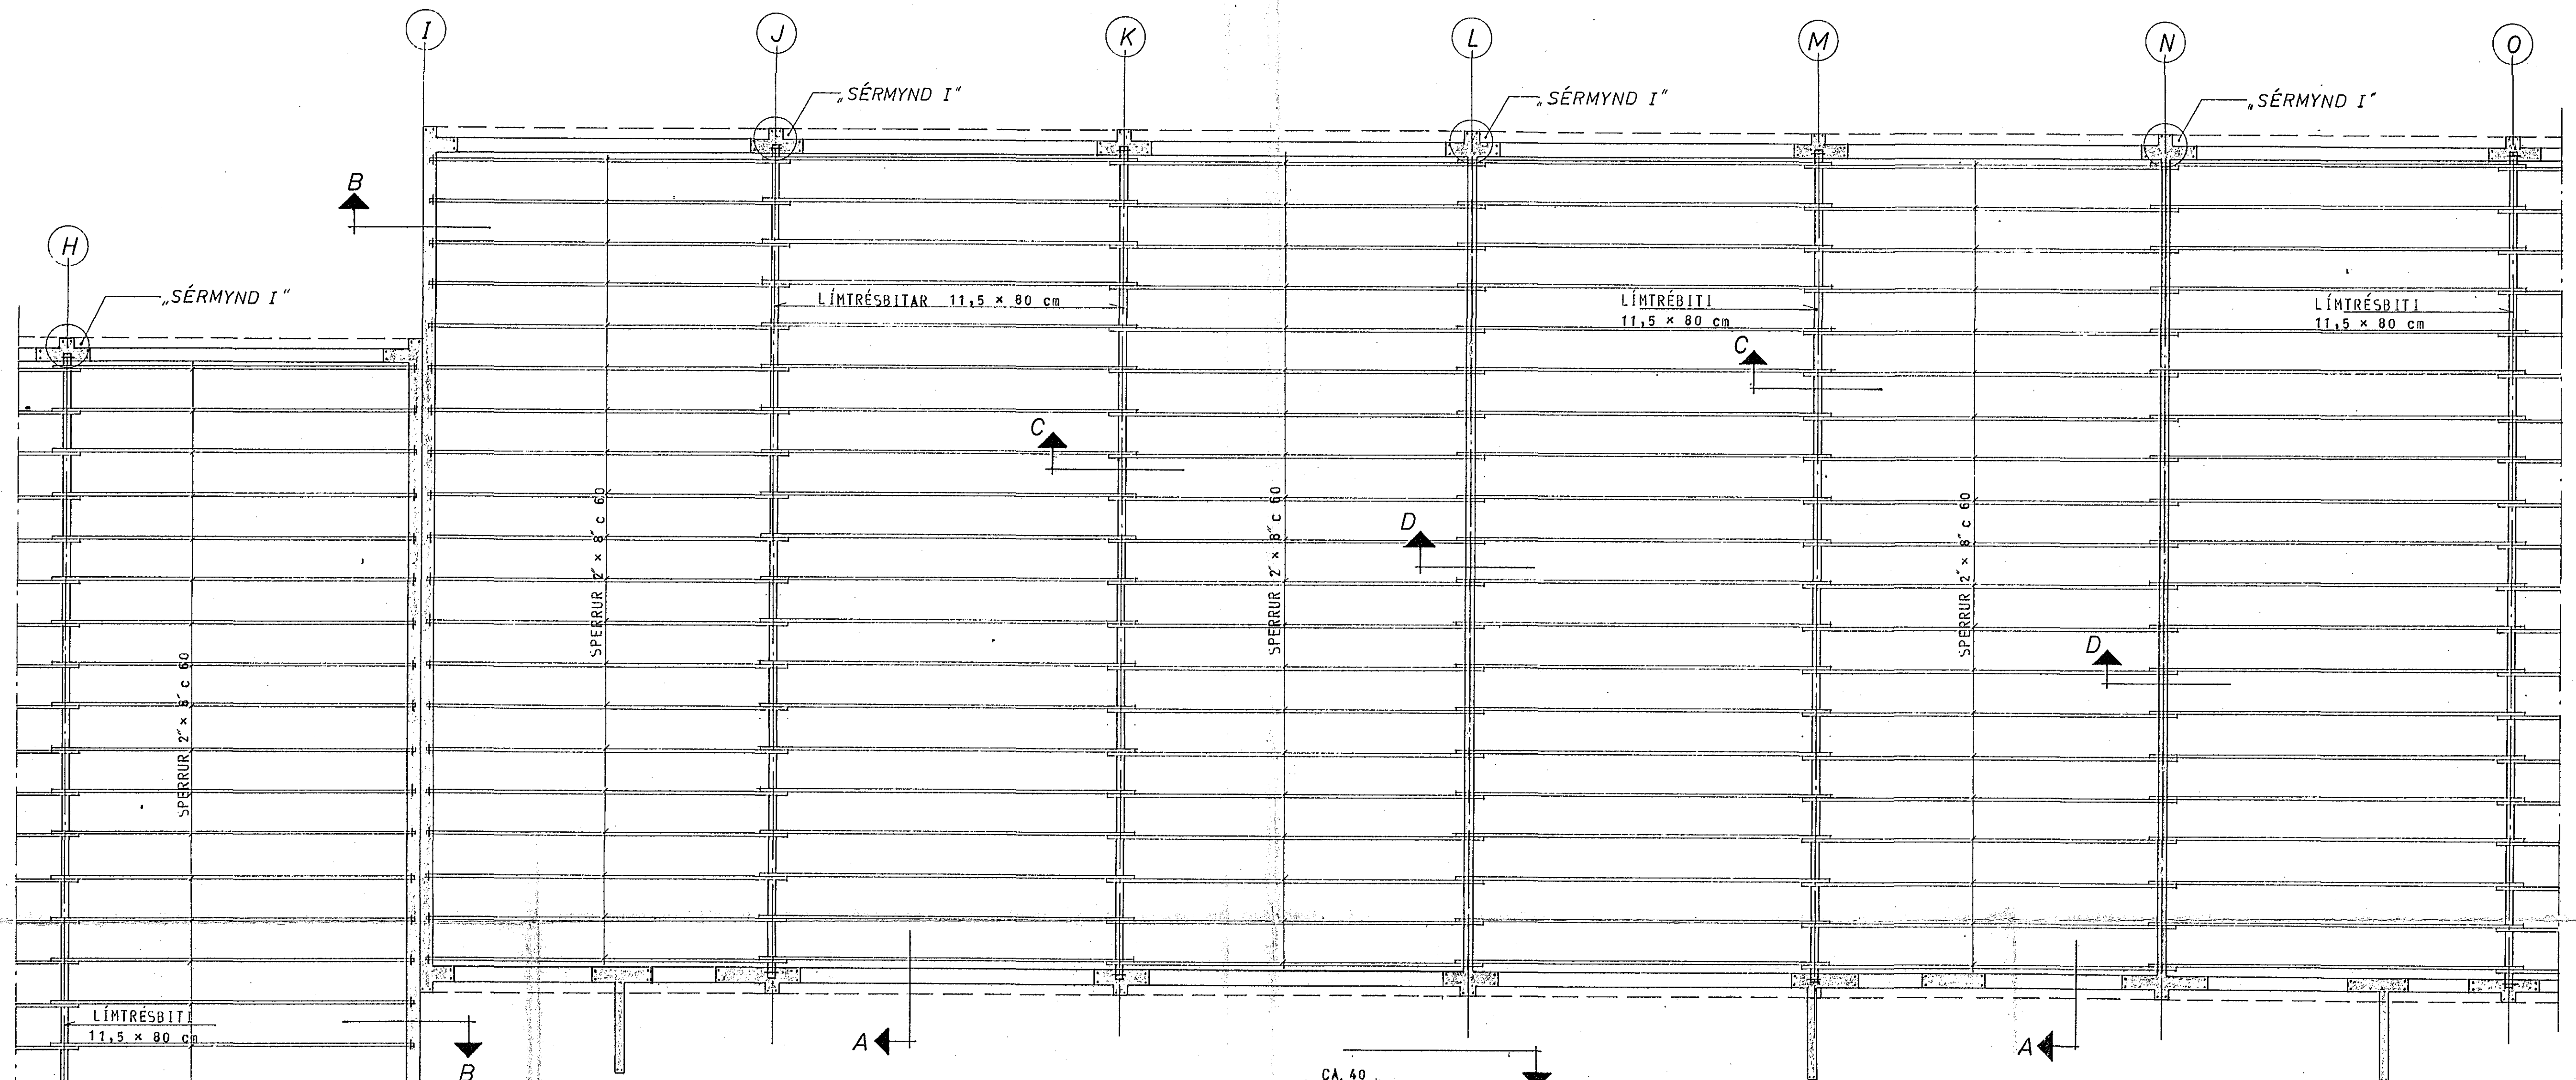 I
J
K
L
M
N
O
„SÉRMYND I"
„SÉRMYND I"
„SÉRMYND I"
B
H
„SÉRMYND I"
LÍMTRÉSBITAR 11,5 × 80 cm
LÍMTRÉBITI
11,5 × 80 cm
LÍMTRÉSBITI
11,5 × 80 cm
C
C
D
D
SPERRUR 2" × 8" c 60
SPERRUR 2" × 8" c 60
SPERRUR 2" × 8" c 60
SPERRUR 2" × 8" c 60
LÍMTRÉSBITI
11,5 × 80 cm
A
A
B
CA. 40